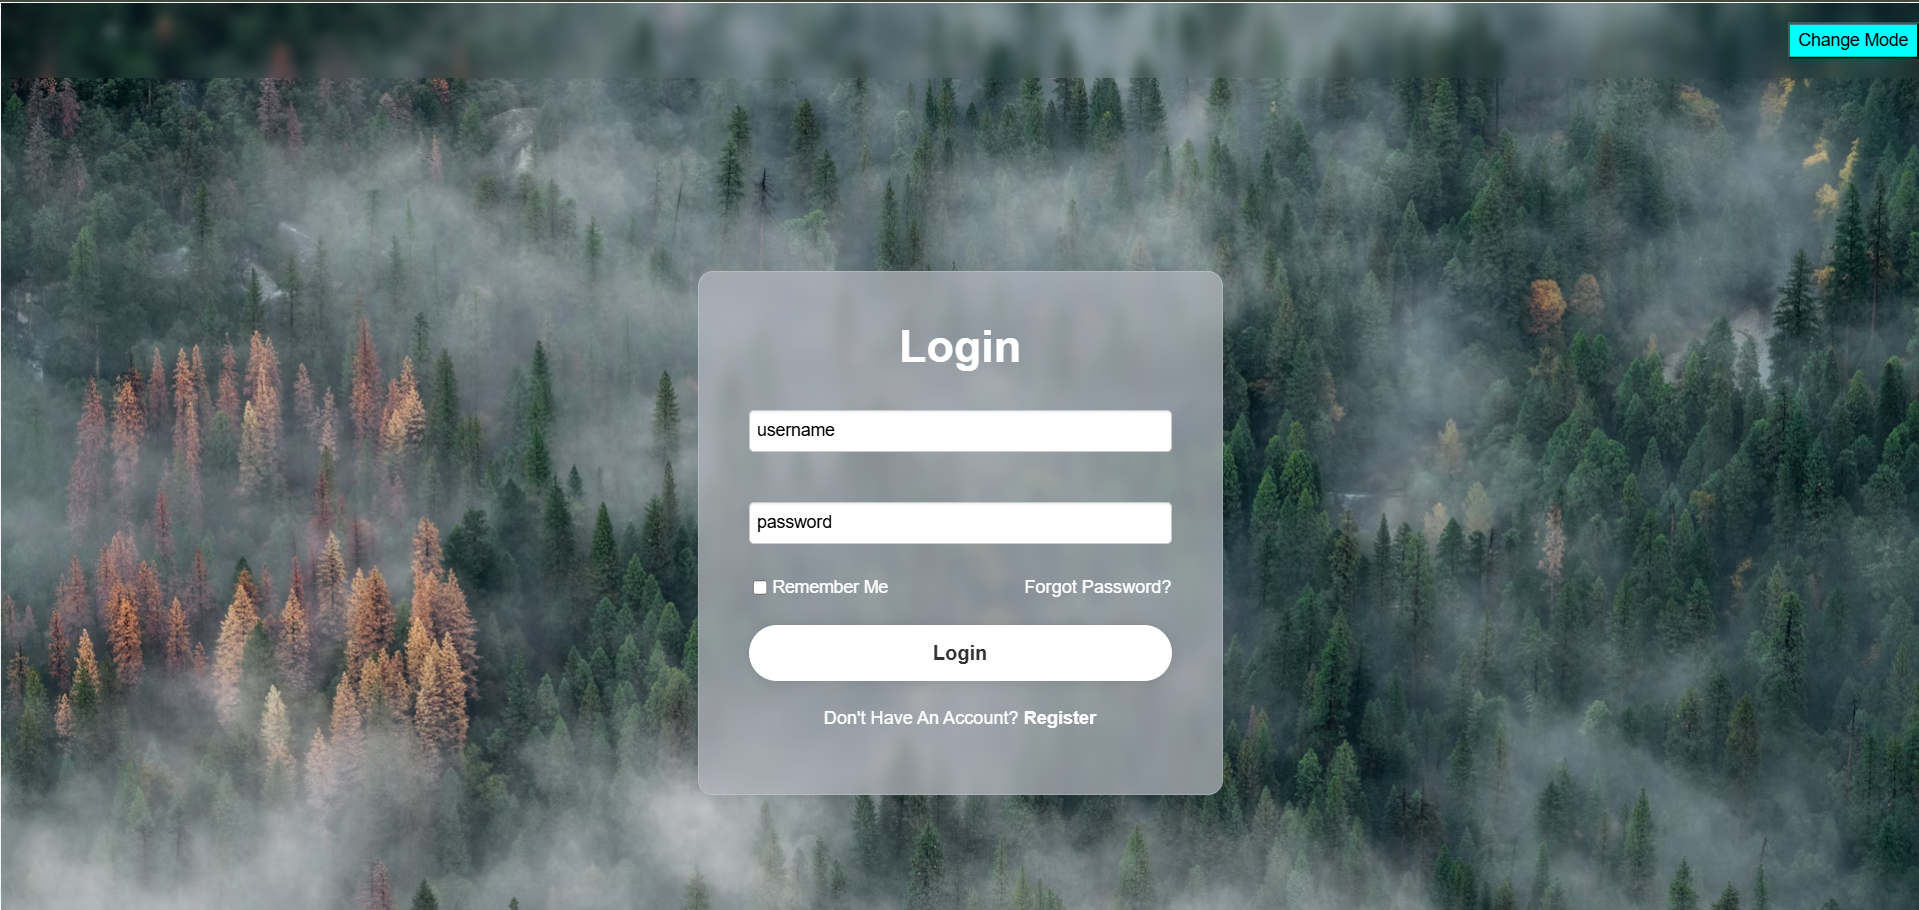 Change Mode
Login
username
password
Remember Me Forgot Password?
Login
Don't Have An Account? Register